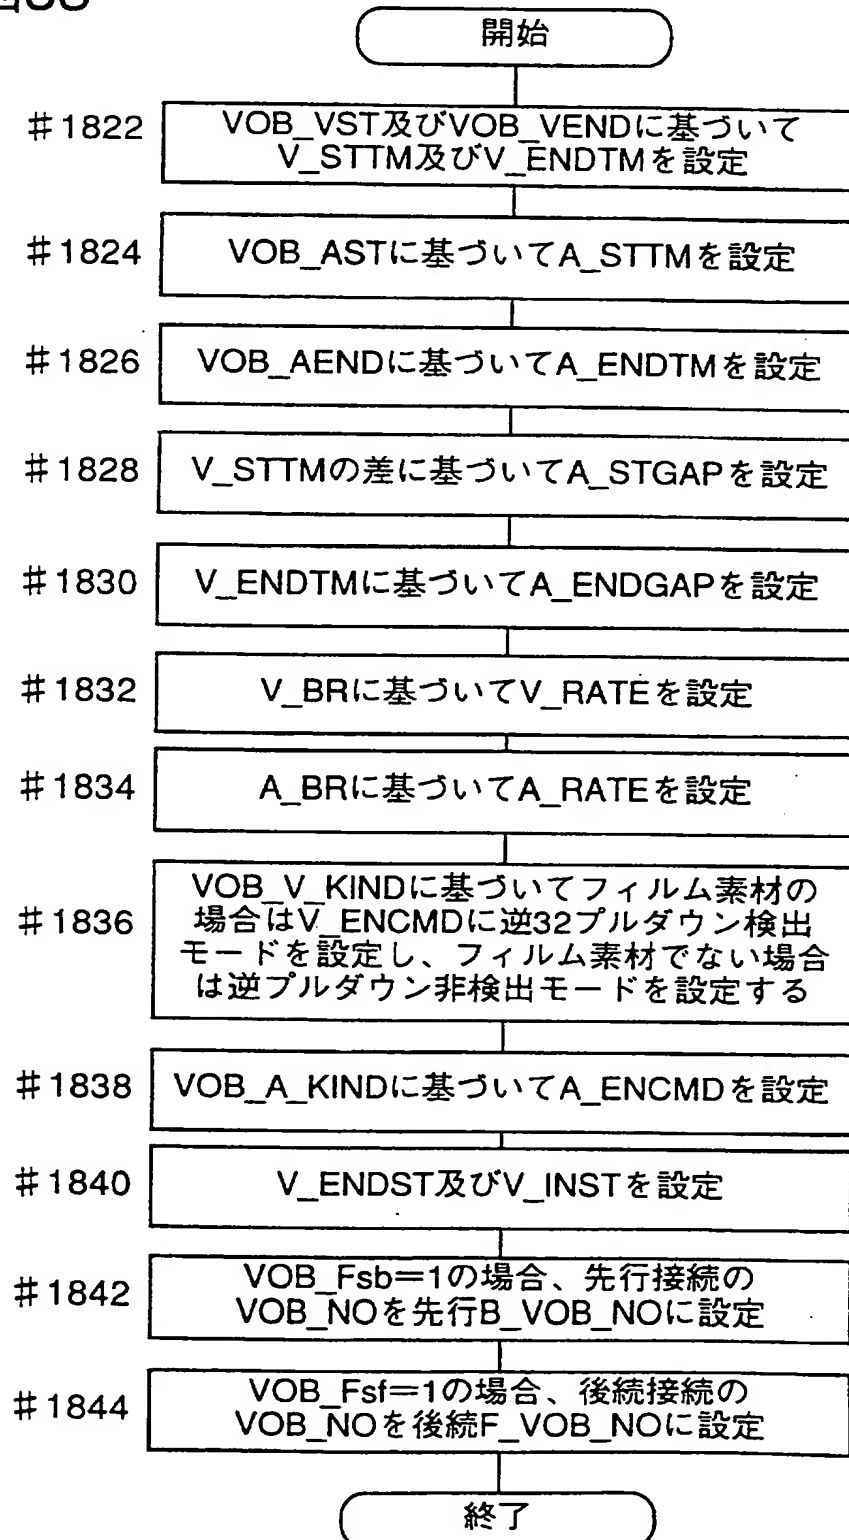 開始
#1822
VOB_VST及びVOB_VENDに基づいて
V_STTM及びV_ENDTMを設定
#1824
VOB_ASTに基づいてA_STTMを設定
#1826
VOB_AENDに基づいてA_ENDTMを設定
#1828
V_STTMの差に基づいてA_STGAPを設定
#1830
V_ENDTMに基づいてA_ENDGAPを設定
#1832
V_BRに基づいてV_RATEを設定
#1834
A_BRに基づいてA_RATEを設定
#1836
VOB_V_KINDに基づいてフィルム素材の
場合はV_ENCMDに逆32プルダウン検出
モードを設定し、フィルム素材でない場合
は逆プルダウン非検出モードを設定する
#1838
VOB_A_KINDに基づいてA_ENCMDを設定
#1840
V_ENDST及びV_INSTを設定
#1842
VOB_Fsb=1の場合、先行接続の
VOB_NOを先行B_VOB_NOに設定
#1844
VOB_Fsf=1の場合、後続接続の
VOB_NOを後続F_VOB_NOに設定
終了